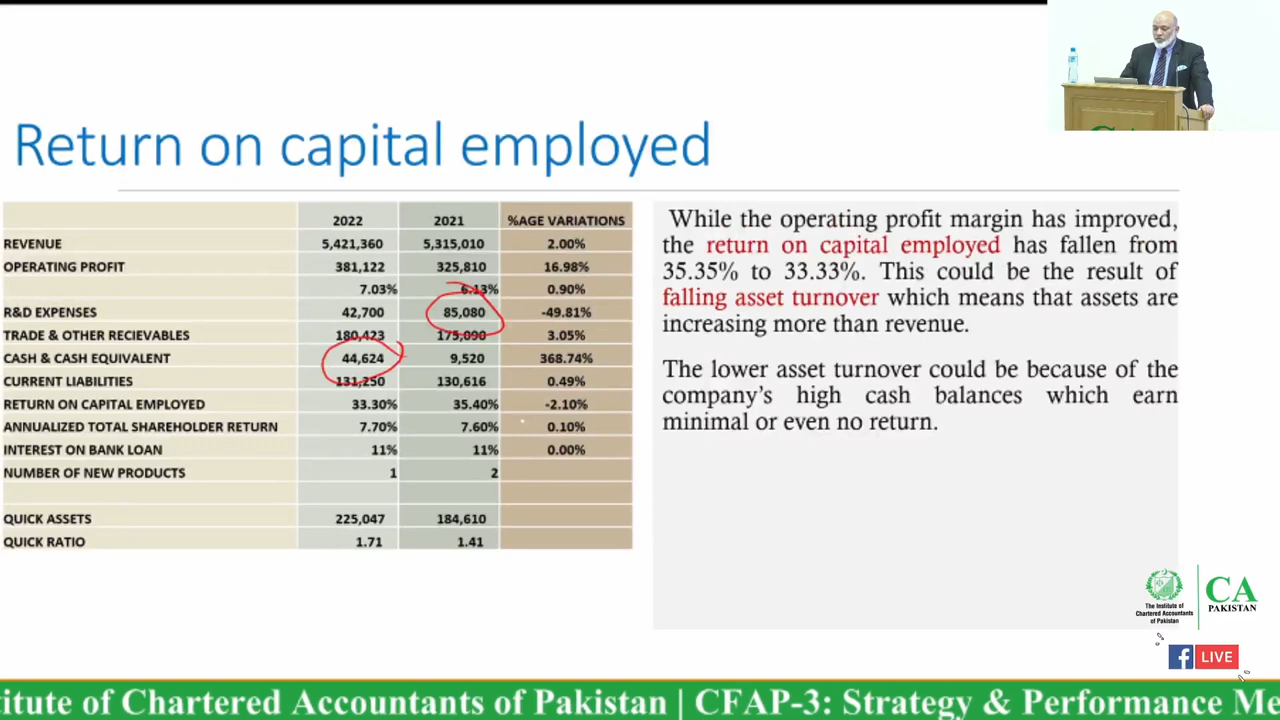 Return on capital employed
2022 2021 %AGE VARIATIONS
REVENUE 5,421,360 5,315,010 2.00%
OPERATING PROFIT 381,122 325,810 16.98%
7.03% 6.13% 0.90%
R&D EXPENSES 42,700 85,080 -49.81%
TRADE & OTHER RECIEVABLES 180,423 175,090 3.05%
CASH & CASH EQUIVALENT 44,624 9,520 368.74%
CURRENT LIABILITIES 131,250 130,616 0.49%
RETURN ON CAPITAL EMPLOYED 33.30% 35.40% -2.10%
ANNUALIZED TOTAL SHAREHOLDER RETURN 7.70% 7.60% 0.10%
INTEREST ON BANK LOAN 11% 11% 0.00%
NUMBER OF NEW PRODUCTS 1 2
QUICK ASSETS 225,047 184,610
QUICK RATIO 1.71 1.41
While the operating profit margin has improved,
the return on capital employed has fallen from
35.35% to 33.33%. This could be the result of
falling asset turnover which means that assets are
increasing more than revenue.
The lower asset turnover could be because of the
company's high cash balances which earn
minimal or even no return.
The Institute of
Chartered Accountants
of Pakistan
CA
PAKISTAN
f LIVE
itute of Chartered Accountants of Pakistan | CFAP-3: Strategy & Performance Me